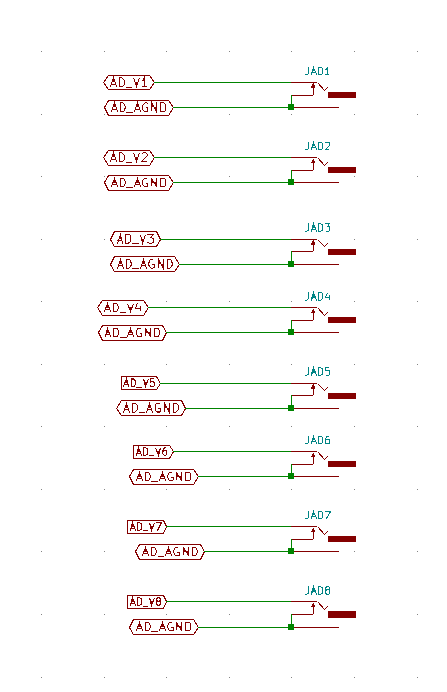 JAD1
AD_V1
AD_AGND
JAD2
AD_V2
AD_AGND
JAD3
AD_V3
AD_AGND
JAD4
AD_V4
AD_AGND
JAD5
AD_V5
AD_AGND
JAD6
AD_V6
AD_AGND
JAD7
AD_V7
AD_AGND
JAD8
AD_V8
AD_AGND